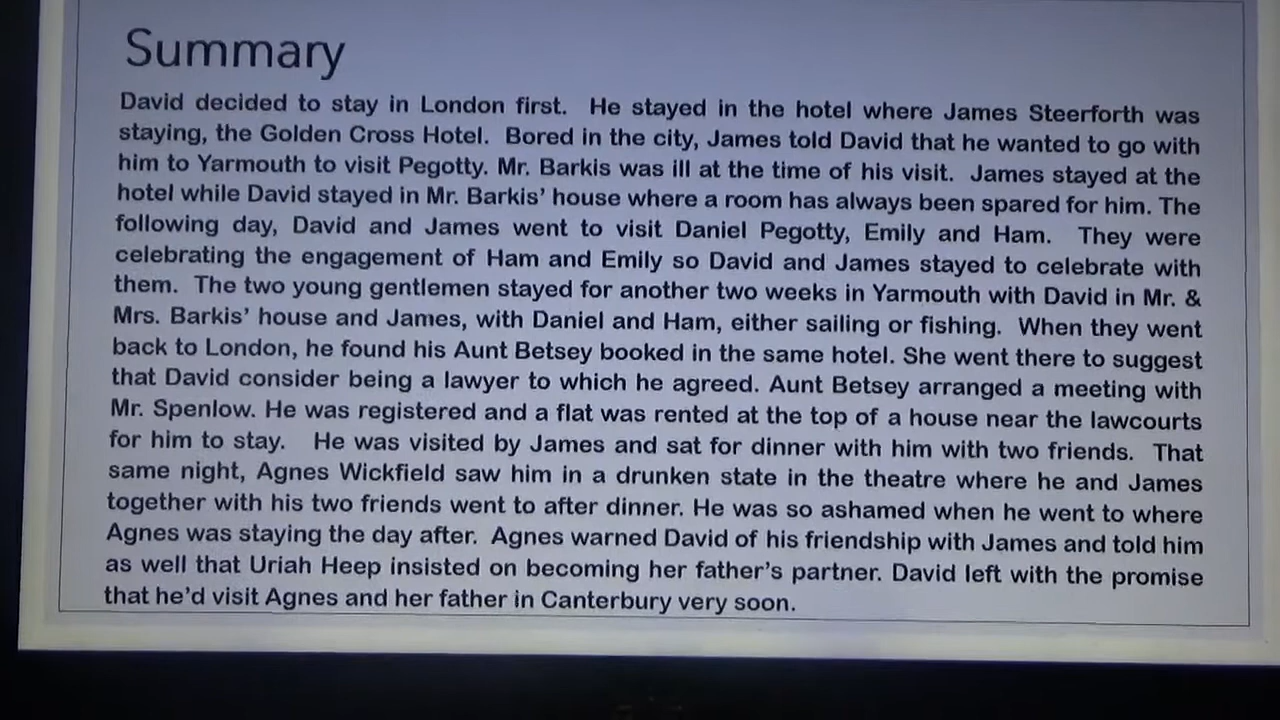 Summary
David decided to stay in London first. He stayed in the hotel where James Steerforth was
staying, the Golden Cross Hotel. Bored in the city, James told David that he wanted to go with
him to Yarmouth to visit Pegotty. Mr. Barkis was ill at the time of his visit. James stayed at the
hotel while David stayed in Mr. Barkis' house where a room has always been spared for him. The
following day, David and James went to visit Daniel Pegotty, Emily and Ham. They were
celebrating the engagement of Ham and Emily so David and James stayed to celebrate with
them. The two young gentlemen stayed for another two weeks in Yarmouth with David in Mr. &
Mrs. Barkis' house and James, with Daniel and Ham, either sailing or fishing. When they went
back to London, he found his Aunt Betsey booked in the same hotel. She went there to suggest
that David consider being a lawyer to which he agreed. Aunt Betsey arranged a meeting with
Mr. Spenlow. He was registered and a flat was rented at the top of a house near the lawcourts
for him to stay. He was visited by James and sat for dinner with him with two friends. That
same night, Agnes Wickfield saw him in a drunken state in the theatre where he and James
together with his two friends went to after dinner. He was so ashamed when he went to where
Agnes was staying the day after. Agnes warned David of his friendship with James and told him
as well that Uriah Heep insisted on becoming her father's partner. David left with the promise
that he'd visit Agnes and her father in Canterbury very soon.